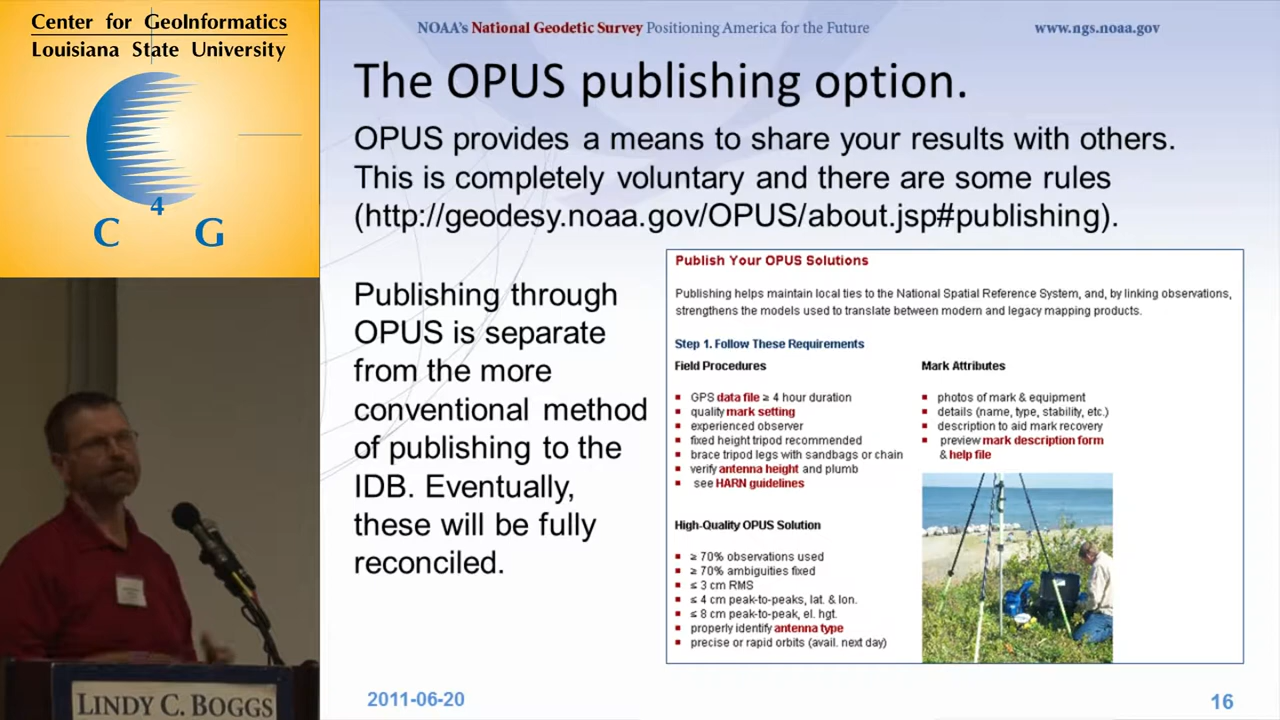 Center for GeoInformatics
Louisiana State University
C 4 G
NOAA's National Geodetic Survey Positioning America for the Future
www.ngs.noaa.gov
The OPUS publishing option.
OPUS provides a means to share your results with others.
This is completely voluntary and there are some rules
(http://geodesy.noaa.gov/OPUS/about.jsp#publishing).
Publishing through
OPUS is separate
from the more
conventional method
of publishing to the
IDB. Eventually,
these will be fully
reconciled.
Publish Your OPUS Solutions
Publishing helps maintain local ties to the National Spatial Reference System, and, by linking observations,
strengthens the models used to translate between modern and legacy mapping products.
Step 1. Follow These Requirements
Field Procedures
GPS data file ≥ 4 hour duration
quality mark setting
experienced observer
fixed height tripod recommended
brace tripod legs with sandbags or chain
verify antenna height and plumb
see HARN guidelines
High-Quality OPUS Solution
≥ 70% observations used
≥ 70% ambiguities fixed
≤ 3 cm RMS
≤ 4 cm peak-to-peaks, lat. & lon.
≤ 8 cm peak-to-peak, el. hgt.
properly identify antenna type
precise or rapid orbits (avail. next day)
Mark Attributes
photos of mark & equipment
details (name, type, stability, etc.)
description to aid mark recovery
preview mark description form
& help file
2011-06-20
16
LINDY C. BOGGS